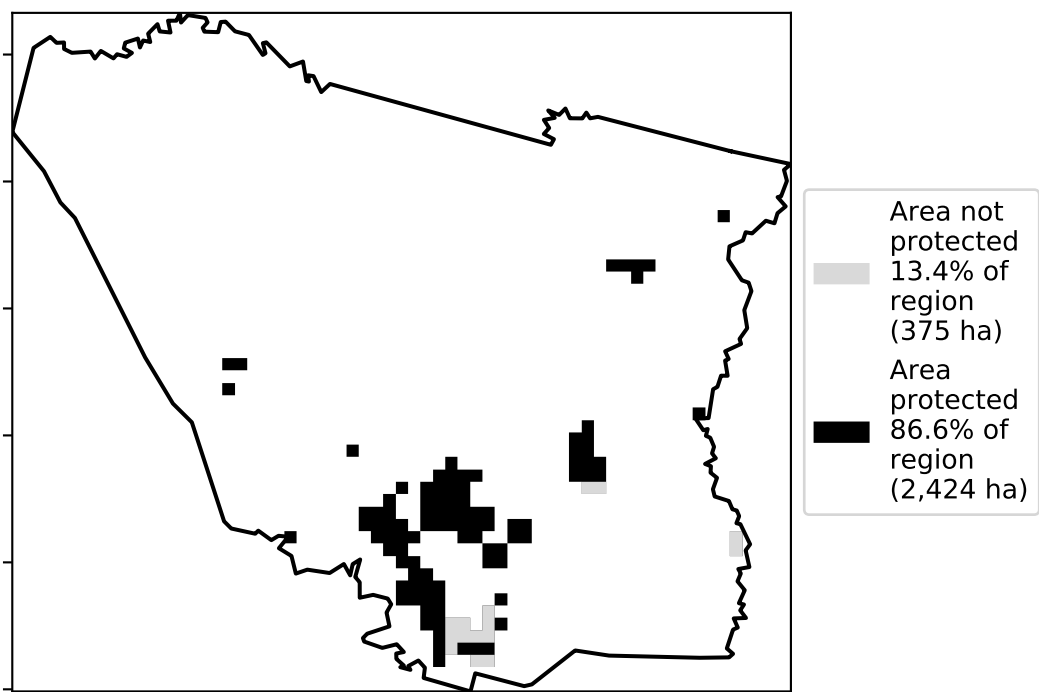 Area not
protected
13.4% of
region
(375 ha)
Area
protected
86.6% of
region
(2,424 ha)